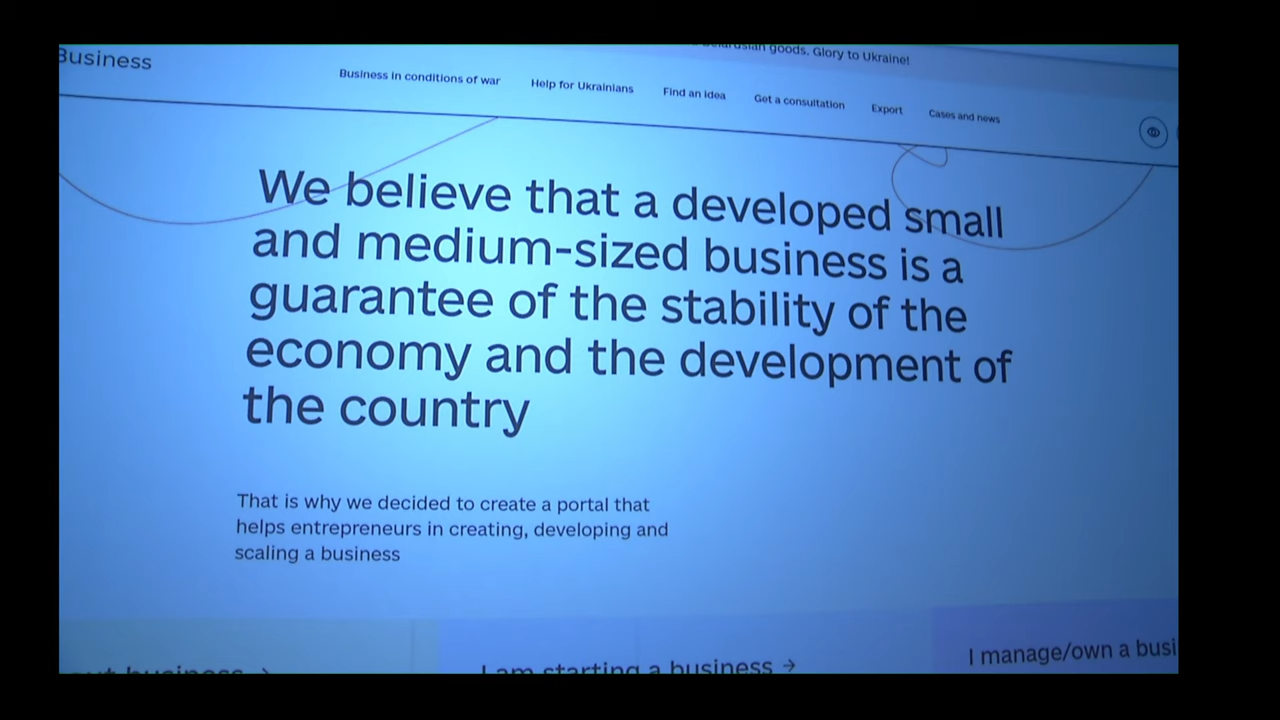 goods. Glory to Ukraine!
Business
Business in conditions of war
Help for Ukrainians
Find an idea
Get a consultation
Export
Cases and news
We believe that a developed small
and medium-sized business is a
guarantee of the stability of the
economy and the development of
the country
That is why we decided to create a portal that
helps entrepreneurs in creating, developing and
scaling a business
business →
I am starting a business →
I manage/own a busi